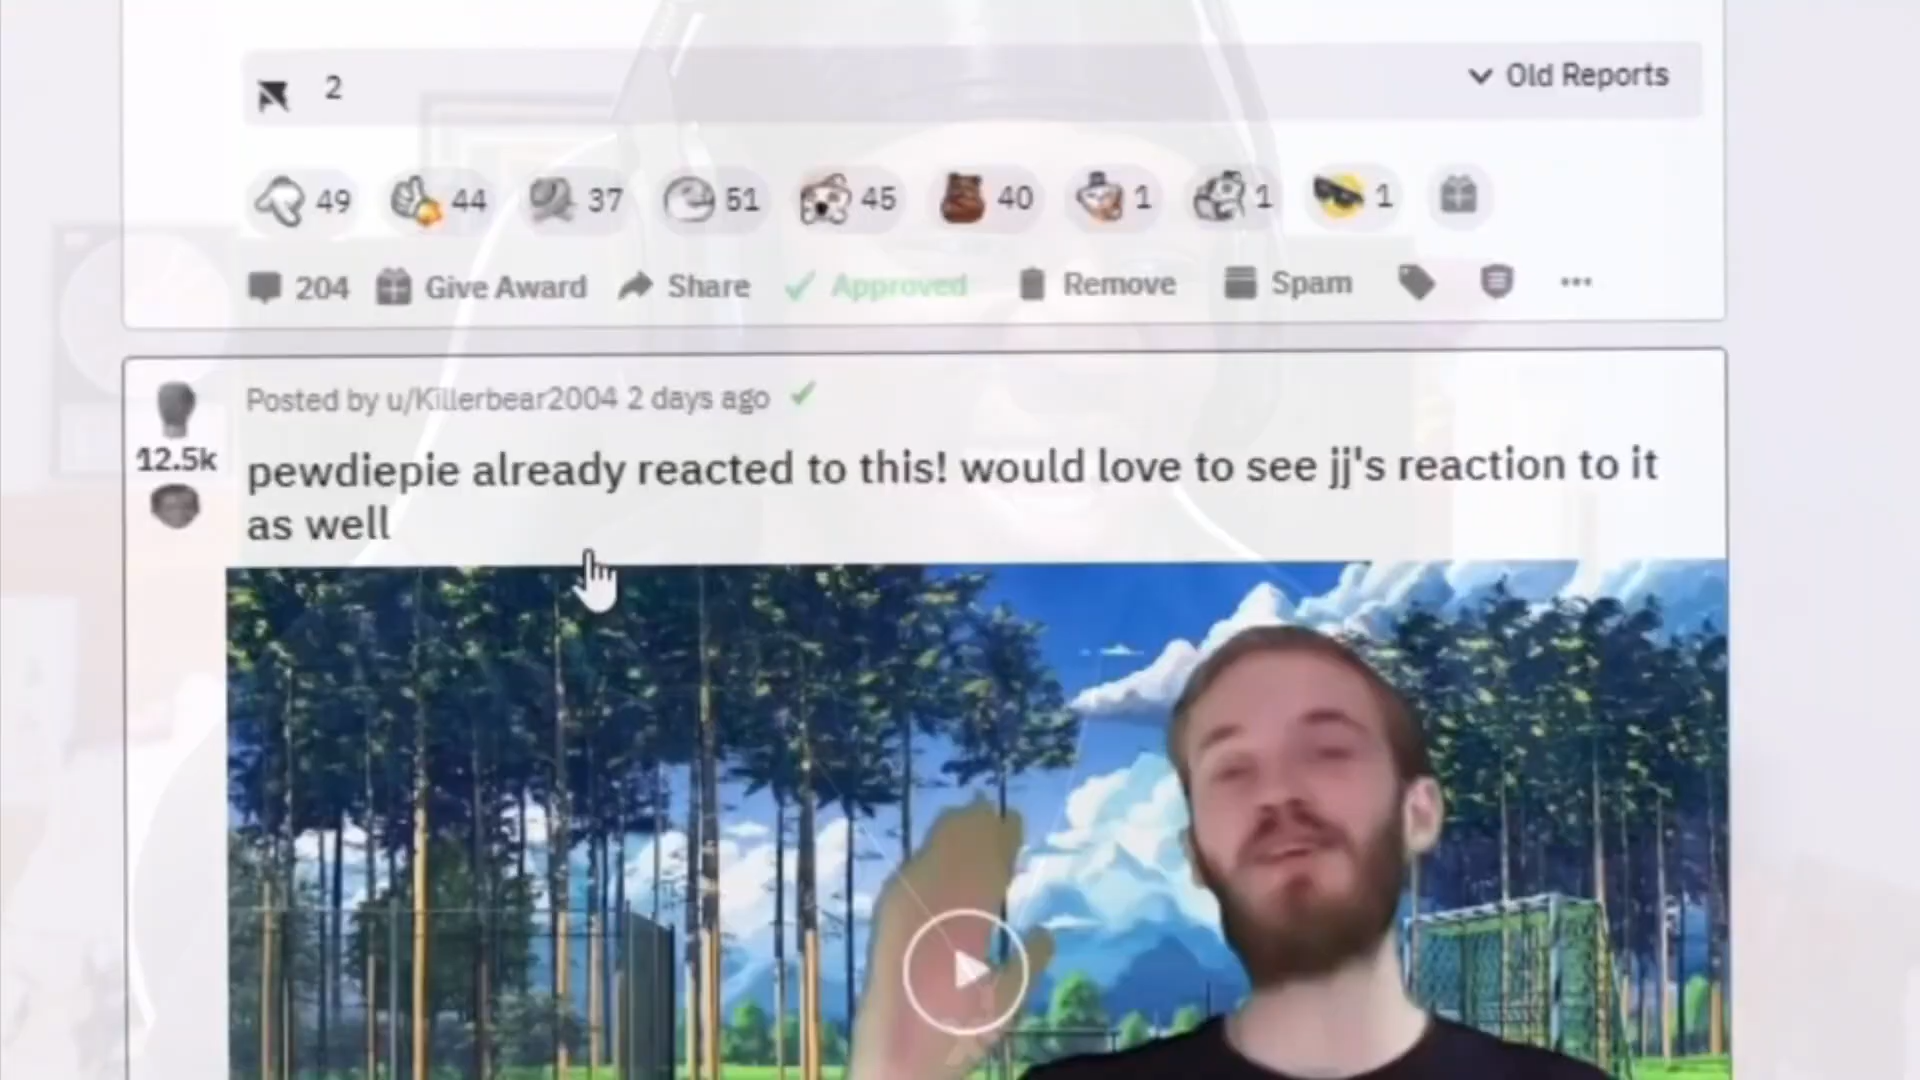 2 Old Reports
49 44 37 51 45 40 1 1 1
204 Give Award Share Approved Remove Spam
Posted by u/Killerbear2004 2 days ago
12.5k
pewdiepie already reacted to this! would love to see jj's reaction to it
as well